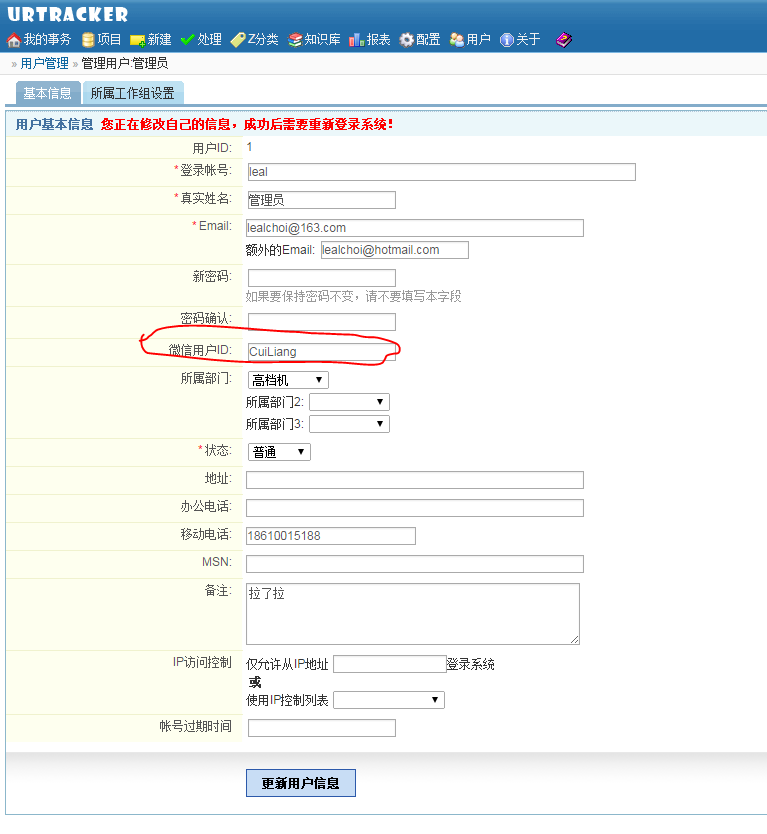 URTRACKER
我的事务 项目 新建 处理 Z分类 知识库 报表 配置 用户 关于
» 用户管理 » 管理用户:管理员
基本信息 所属工作组设置
用户基本信息 您正在修改自己的信息，成功后需要重新登录系统!
用户ID: 1
*登录帐号: leal
*真实姓名: 管理员
*Email: lealchoi@163.com
额外的Email: lealchoi@hotmail.com
新密码:
如果要保持密码不变，请不要填写本字段
密码确认:
微信用户ID: CuiLiang
所属部门: 高档机
所属部门2:
所属部门3:
*状态: 普通
地址:
办公电话:
移动电话: 18610015188
MSN:
备注: 拉了拉
IP访问控制 仅允许从IP地址 登录系统
或
使用IP控制列表
帐号过期时间
更新用户信息